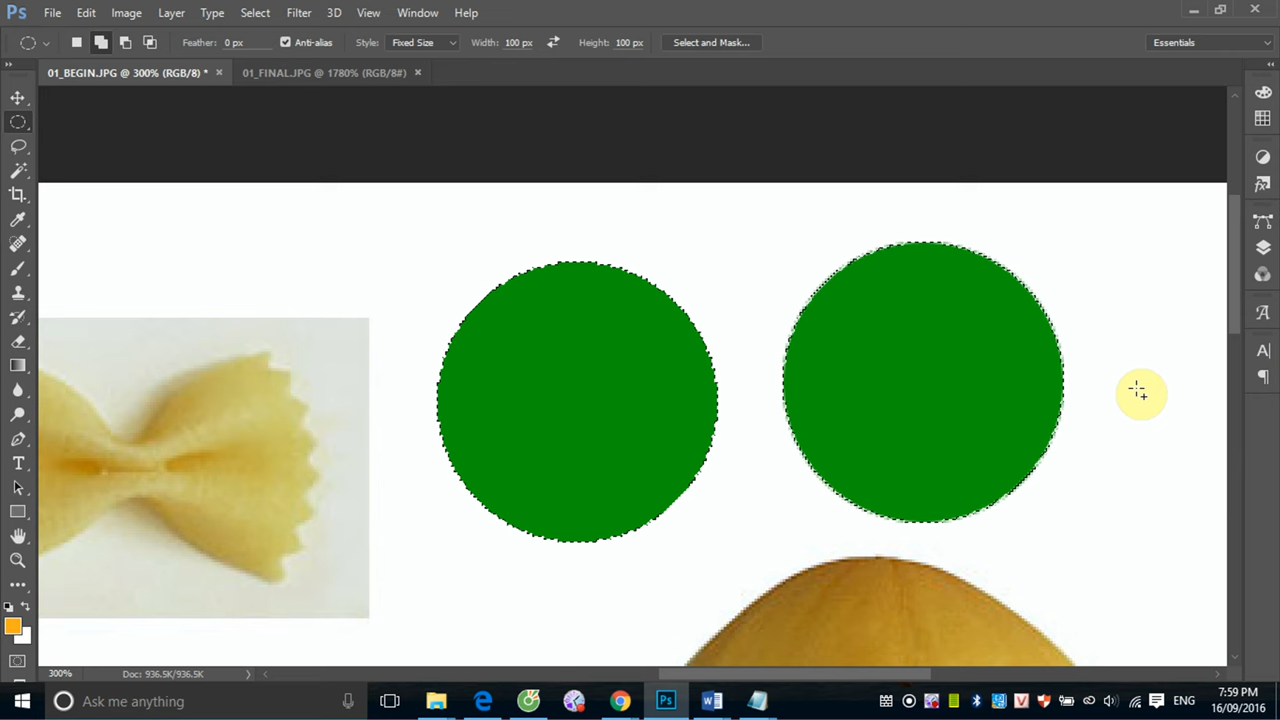 Ps File Edit Image Layer Type Select Filter 3D View Window Help
Feather: 0 px Anti-alias Style: Fixed Size Width: 100 px Height: 100 px Select and Mask... Essentials
01_BEGIN.JPG @ 300% (RGB/8) * × 01_FINAL.JPG @ 1780% (RGB/8#) ×
T
A
A
300% Doc: 936.5K/936.5K
Ask me anything Ps W V ENG
7:59 PM
16/09/2016